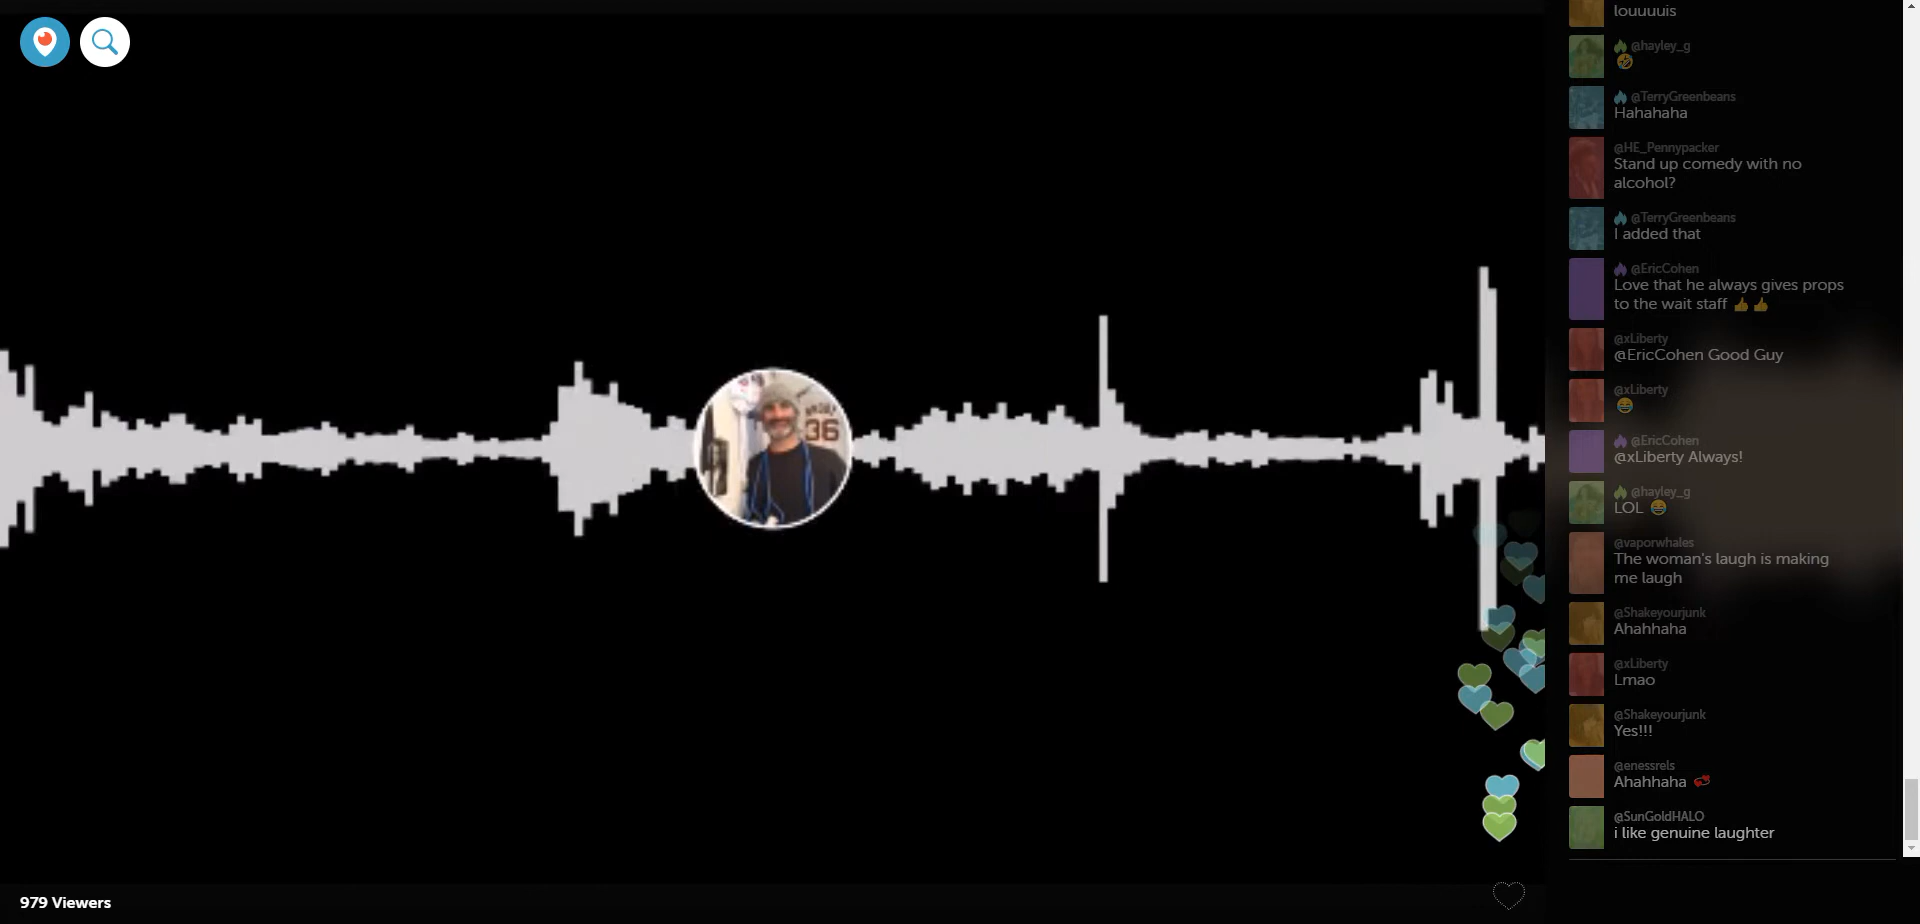 louuuuis
@hayley_g
@TerryGreenbeans
Hahahaha
@HE_Pennypacker
Stand up comedy with no
alcohol?
@TerryGreenbeans
I added that
@EricCohen
Love that he always gives props
to the wait staff
@xLiberty
@EricCohen Good Guy
@xLiberty
@EricCohen
@xLiberty Always!
@hayley_g
LOL
@vaporwhales
The woman's laugh is making
me laugh
@Shakeyourjunk
Ahahhaha
@xLiberty
Lmao
@Shakeyourjunk
Yes!!!
@enessrels
Ahahhaha
@SunGoldHALO
i like genuine laughter
36
979 Viewers